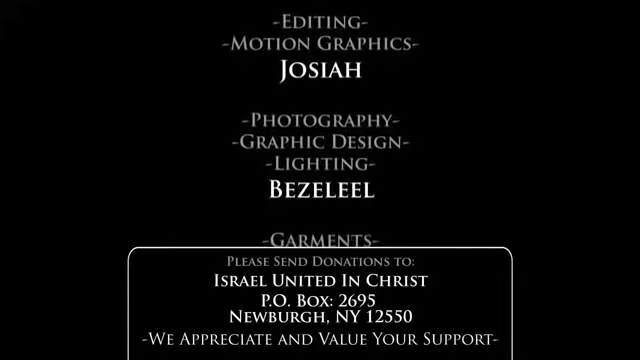 -Editing-
-Motion Graphics-
Josiah
-Photography-
-Graphic Design-
-Lighting-
Bezeleel
-Garments-
Please Send Donations to:
Israel United In Christ
P.O. Box: 2695
Newburgh, NY 12550
-We Appreciate and Value Your Support-